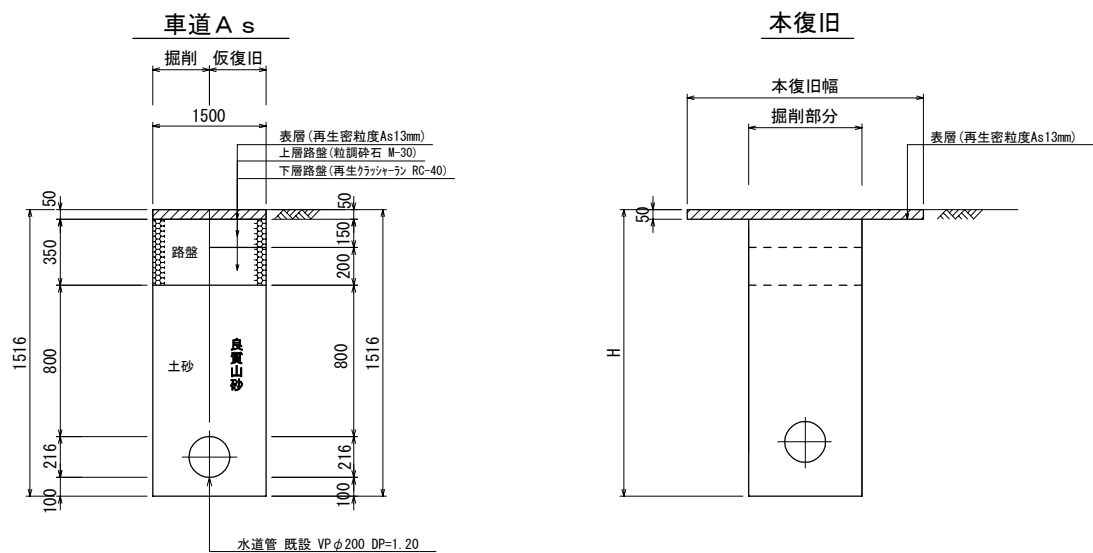 車道As
掘削
仮復旧
1500
表層(再生密粒度As13mm)
上層路盤(粒調砕石 M-30)
下層路盤(再生クラッシャーラン RC-40)
50
350
800
216
100
1516
路盤
土砂
良質山砂
50
150
200
800
216
100
1516
水道管 既設 VPφ200 DP=1.20
本復旧
本復旧幅
掘削部分
表層(再生密粒度As13mm)
50
H